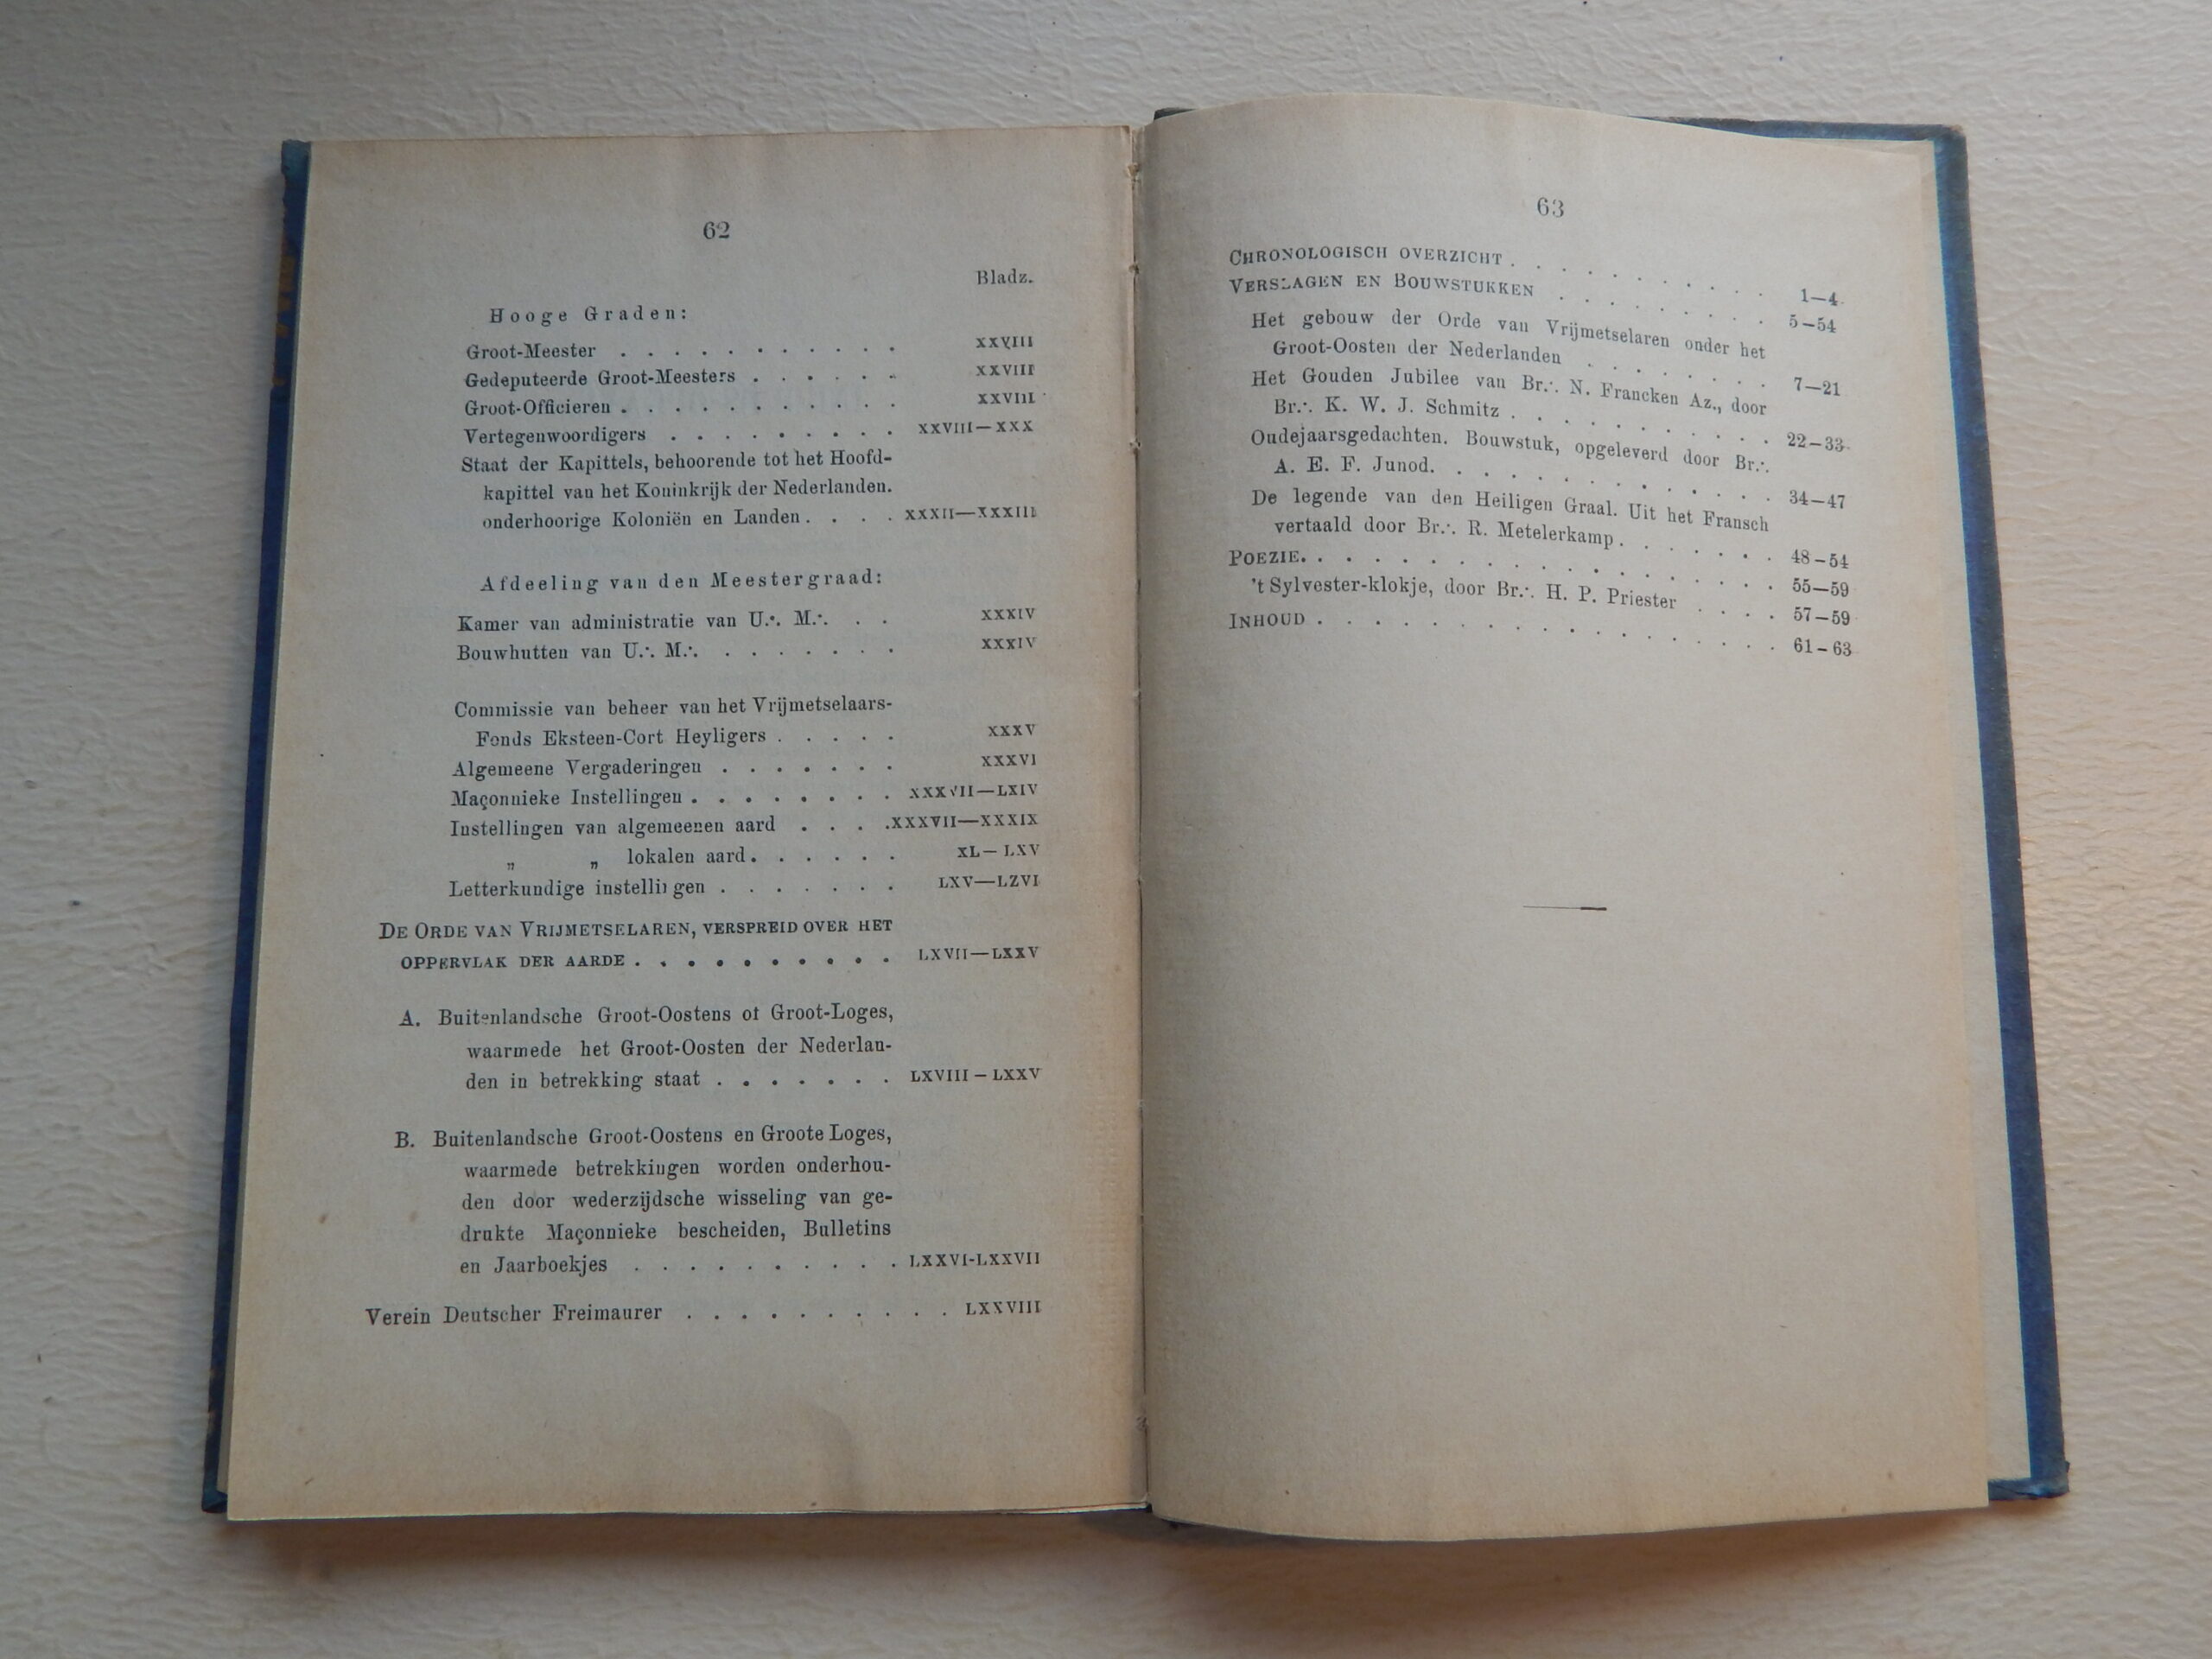 62
Bladz.
Hooge Graden:
Groot-Meester . . . . . . . . . . . XXVIII
Gedeputeerde Groot-Meesters . . . . . . XXVIII
Groot-Officieren . . . . . . . . . . . XXVIII
Vertegenwoordigers . . . . . . . . . XXVIII—XXX
Staat der Kapittels, behoorende tot het Hoofd-
kapittel van het Koninkrijk der Nederlanden.
onderhoorige Koloniën en Landen . . . . XXXII—XXXIII
Afdeeling van den Meestergraad:
Kamer van administratie van U.·. M.·. . . XXXIV
Bouwhutten van U.·. M.·. . . . . . . . XXXIV
Commissie van beheer van het Vrijmetselaars-
Fonds Eksteen-Cort Heyligers . . . . . XXXV
Algemeene Vergaderingen . . . . . . . XXXVI
Maçonnieke Instellingen . . . . . . . . XXXVII—LXIV
Instellingen van algemeenen aard . . . .XXXVII—XXXIX
„ „ lokalen aard . . . . . . XL—LXV
Letterkundige instellingen . . . . . . . LXV—LZVI
De Orde van Vrijmetselaren, verspreid over het
oppervlak der aarde . . . . . . . . . . LXVII—LXXV
A. Buitenlandsche Groot-Oostens of Groot-Loges,
waarmede het Groot-Oosten der Nederlan-
den in betrekking staat . . . . . . . LXVIII—LXXV
B. Buitenlandsche Groot-Oostens en Groote Loges,
waarmede betrekkingen worden onderhou-
den door wederzijdsche wisseling van ge-
drukte Maçonnieke bescheiden, Bulletins
en Jaarboekjes . . . . . . . . . . LXXVI-LXXVII
Verein Deutscher Freimaurer . . . . . . . . . . LXXVIII
63
Chronologisch overzicht . . . . . . . . . . 1—4
Verslagen en Bouwstukken . . . . . . . . 5—54
Het gebouw der Orde van Vrijmetselaren onder het
Groot-Oosten der Nederlanden . . . . . . . 7—21
Het Gouden Jubilee van Br.·. N. Francken Az., door
Br.·. K. W. J. Schmitz . . . . . . . . . . 22—33
Oudejaarsgedachten. Bouwstuk, opgeleverd door Br.·.
A. E. F. Junod. . . . . . . . . . . . . 34—47
De legende van den Heiligen Graal. Uit het Fransch
vertaald door Br.·. R. Metelerkamp . . . . . . . 48—54
Poezie. . . . . . . . . . . . . . . . . . 55—59
't Sylvester-klokje, door Br.·. H. P. Priester . . . . 57—59
Inhoud . . . . . . . . . . . . . . . . . 61—63